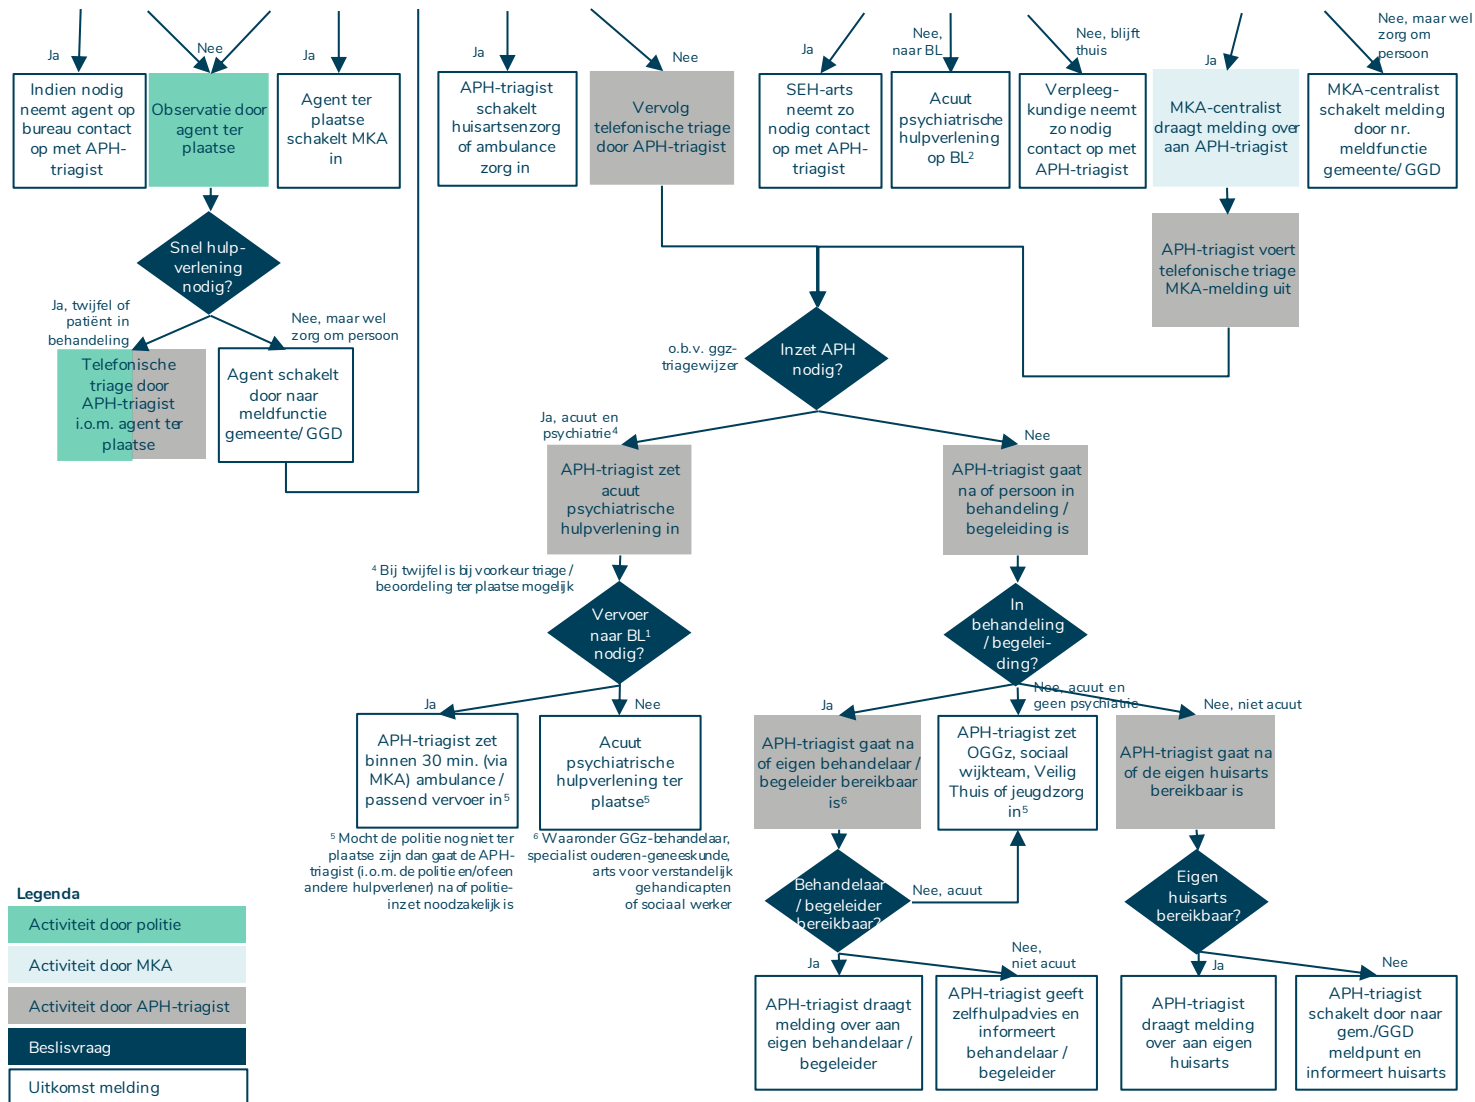 Ja
Nee
Ja
Ja
Nee
Ja
Nee,
naar BL
Nee, blijft
thuis
Ja
Nee, maar wel
zorg om
persoon
Indien nodig
neemt agent op
bureau contact
op met APH-
triagist
Observatie door
agent ter
plaatse
Agent ter
plaatse
schakelt MKA
in
APH-triagist
schakelt
huisartsenzorg
of ambulance
zorg in
Vervolg
telefonische triage
door APH-triagist
SEH-arts
neemt zo
nodig contact
op met APH-
triagist
Acuut
psychiatrische
hulpverlening
op BL²
Verpleeg-
kundige neemt
zo nodig
contact op met
APH-triagist
MKA-centralist
draagt melding over
aan APH-triagist
MKA-centralist
schakelt melding
door nr.
meldfunctie
gemeente/ GGD
Snel hulp-
verlening
nodig?
APH-triagist voert
telefonische triage
MKA-melding uit
Ja, twijfel of
patiënt in
behandeling
Nee, maar wel
zorg om persoon
Telefonische
triage door
APH-triagist
i.o.m. agent ter
plaatse
Agent schakelt
door naar
meldfunctie
gemeente/ GGD
o.b.v. ggz-
triagewijzer
Inzet APH
nodig?
Ja, acuut en
psychiatrie⁴
Nee
APH-triagist zet
acuut
psychiatrische
hulpverlening in
APH-triagist gaat
na of persoon in
behandeling /
begeleiding is
⁴ Bij twijfel is bij voorkeur triage /
beoordeling ter plaatse mogelijk
Vervoer
naar BL¹
nodig?
In
behandeling
/ begelei-
ding?
Ja
Nee
Ja
Nee, acuut en
geen psychiatrie
Nee, niet acuut
APH-triagist zet
binnen 30 min. (via
MKA) ambulance /
passend vervoer in⁵
Acuut
psychiatrische
hulpverlening ter
plaatse⁵
APH-triagist gaat na
of eigen behandelaar /
begeleider bereikbaar
is⁶
APH-triagist zet
OGGz, sociaal
wijkteam, Veilig
Thuis of jeugdzorg
in⁵
APH-triagist gaat na
of de eigen huisarts
bereikbaar is
⁵ Mocht de politie nog niet ter
plaatse zijn dan gaat de APH-
triagist (i.o.m. de politie en/of een
andere hulpverlener) na of politie-
inzet noodzakelijk is
⁶ Waaronder GGz-behandelaar,
specialist ouderen-geneeskunde,
arts voor verstandelijk
gehandicapten
of sociaal werker
Behandelaar
/ begeleider
bereikbaar?
Nee, acuut
Eigen
huisarts
bereikbaar?
Ja
Nee,
niet acuut
Ja
Nee
APH-triagist draagt
melding over aan
eigen behandelaar /
begeleider
APH-triagist geeft
zelfhulpadvies en
informeert
behandelaar /
begeleider
APH-triagist
draagt melding
over aan eigen
huisarts
APH-triagist
schakelt door naar
gem./GGD
meldpunt en
informeert huisarts
Legenda
Activiteit door politie
Activiteit door MKA
Activiteit door APH-triagist
Beslisvraag
Uitkomst melding